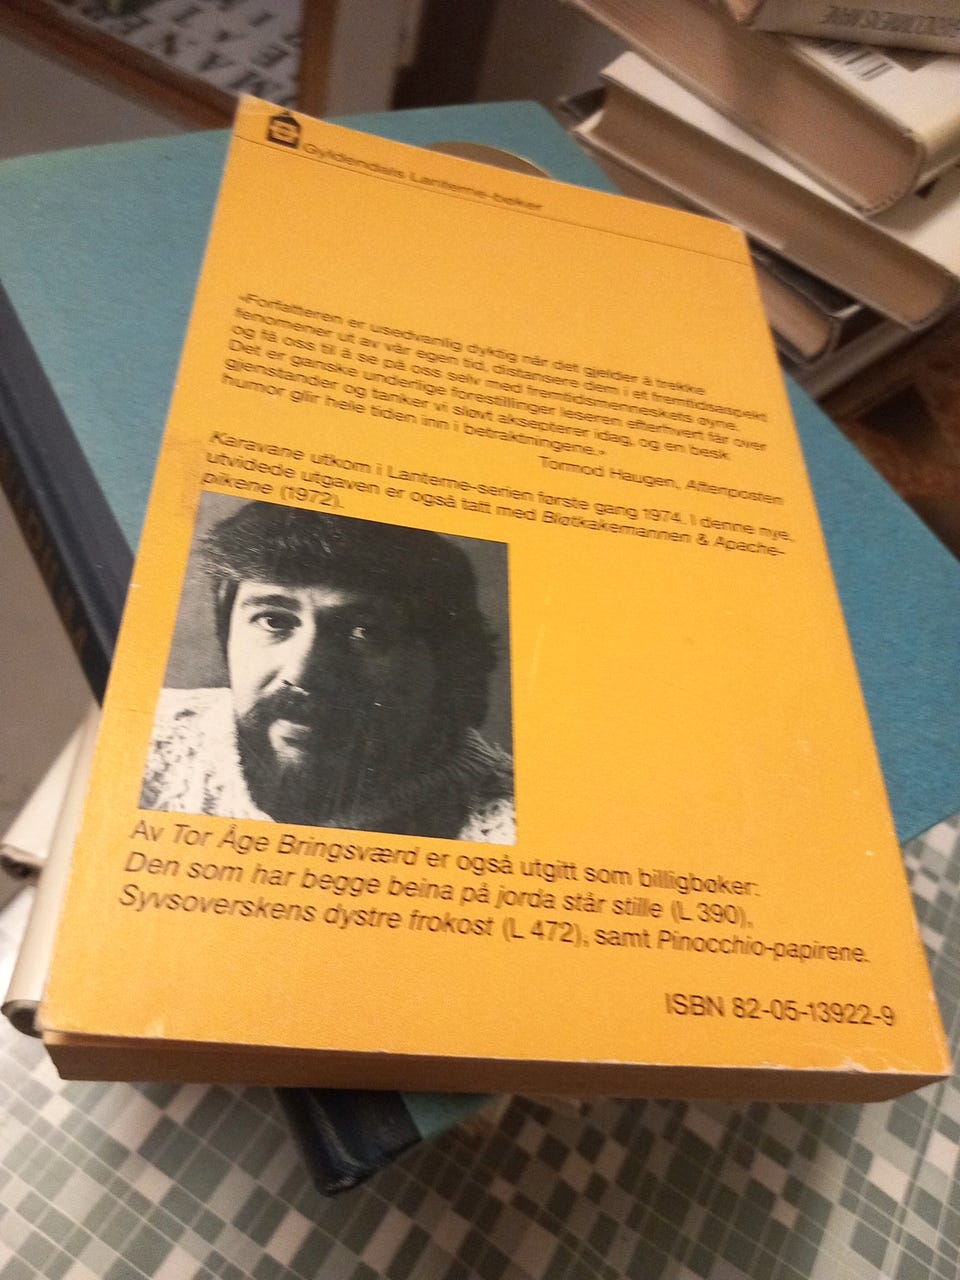 Gyldendals Lanterne-bøker
«Forfatteren er usedvanlig dyktig når det gjelder å trekke
fenomener ut av vår egen tid, distansere dem i et fremtidsaspekt
og få oss til å se på oss selv med fremtidsmenneskets øyne.
Det er ganske underlige forestillinger leseren efterhvert får over
gjenstander og tanker vi sløvt aksepterer idag, og en besk
humor glir hele tiden inn i betraktningene.»
Tormod Haugen, Aftenposten
Karavane utkom i Lanterne-serien første gang 1974. I denne nye,
utvidede utgaven er også tatt med Bløtkakemannen & Apache-
pikene (1972).
Av Tor Åge Bringsværd er også utgitt som billigbøker:
Den som har begge beina på jorda står stille (L 390),
Syvsoverskens dystre frokost (L 472), samt Pinocchio-papirene.
ISBN 82-05-13922-9